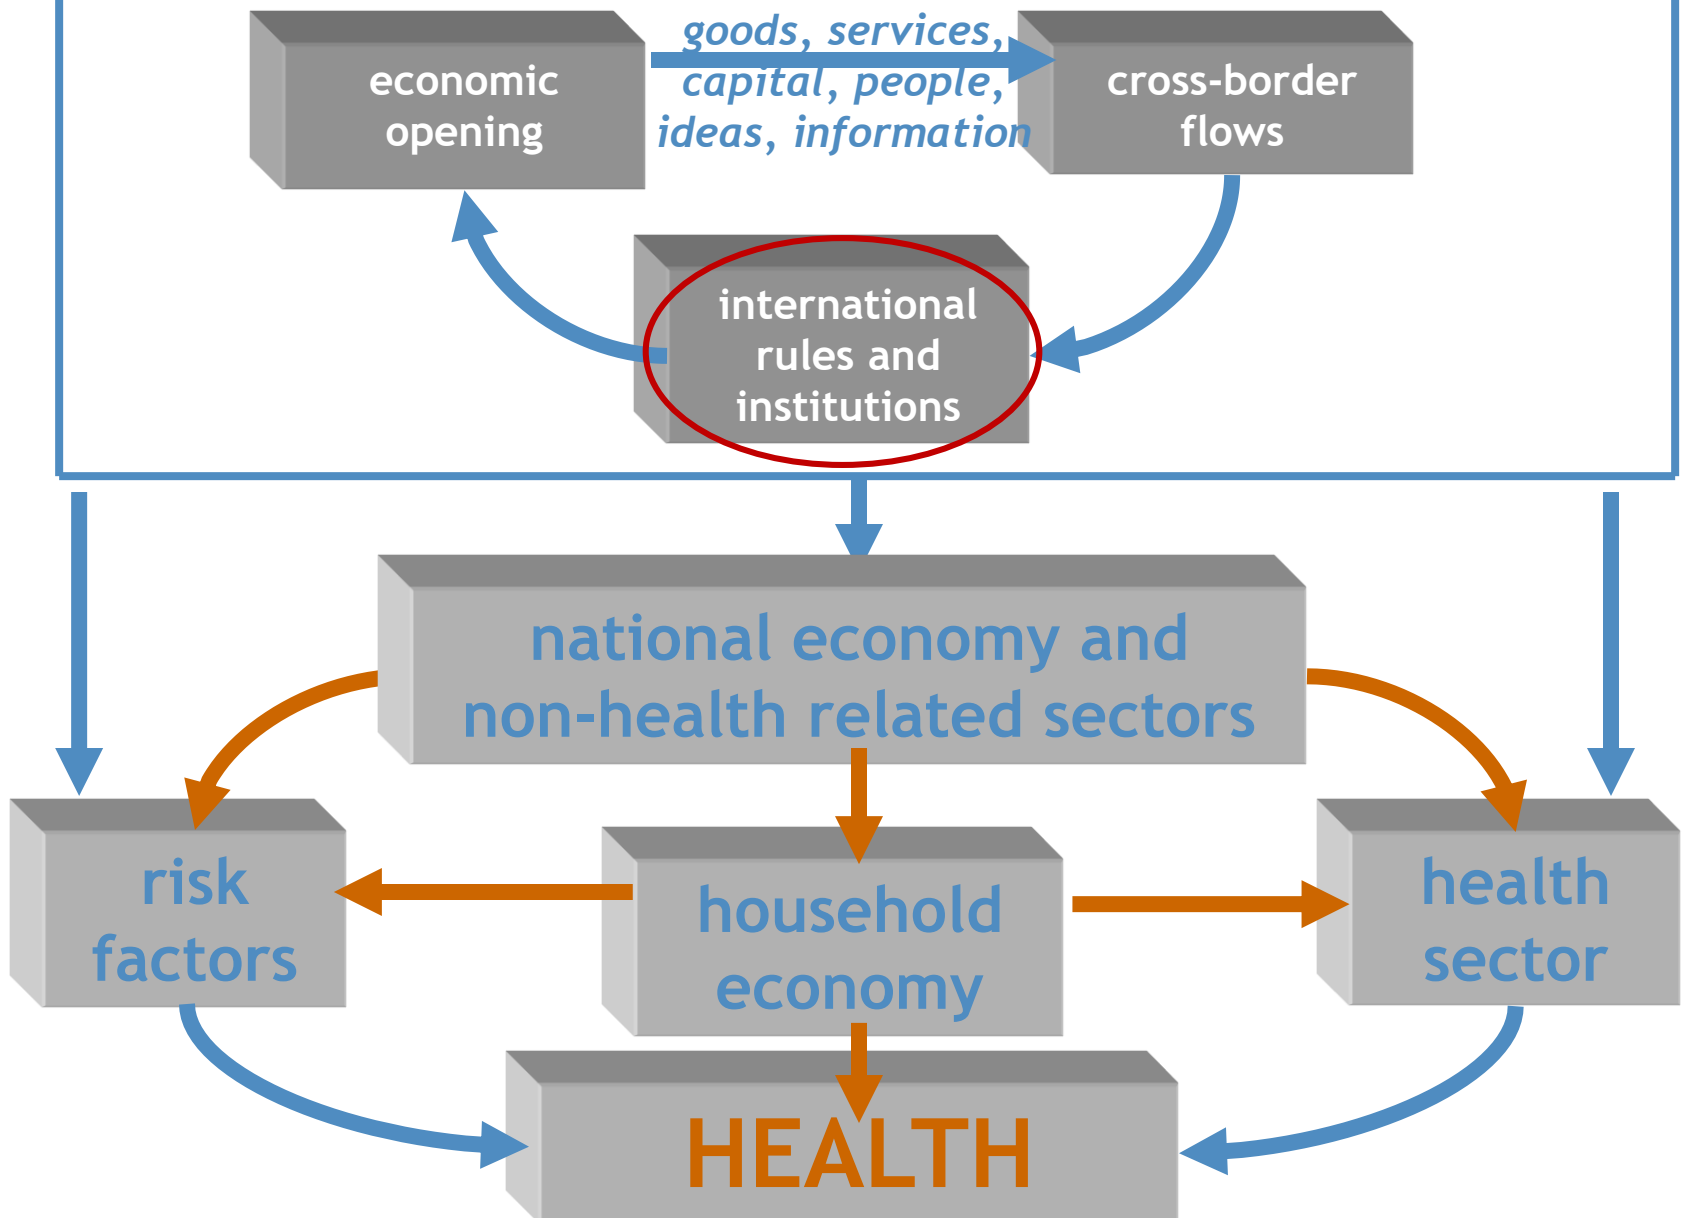 goods, services,
economic
opening
capital, people,
cross-border
flows
ideas, information
international
rules and
institutions
national economy and
non-health related sectors
risk
factors
household
economy
health
sector
HEALTH